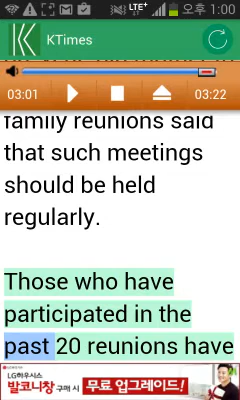 LTE 오후 1:00
KTimes
03:01 03:22
family reunions said
that such meetings
should be held
regularly.
Those who have
participated in the
past 20 reunions have
LG하우시스
발코니창 구매 시 무료 업그레이드!